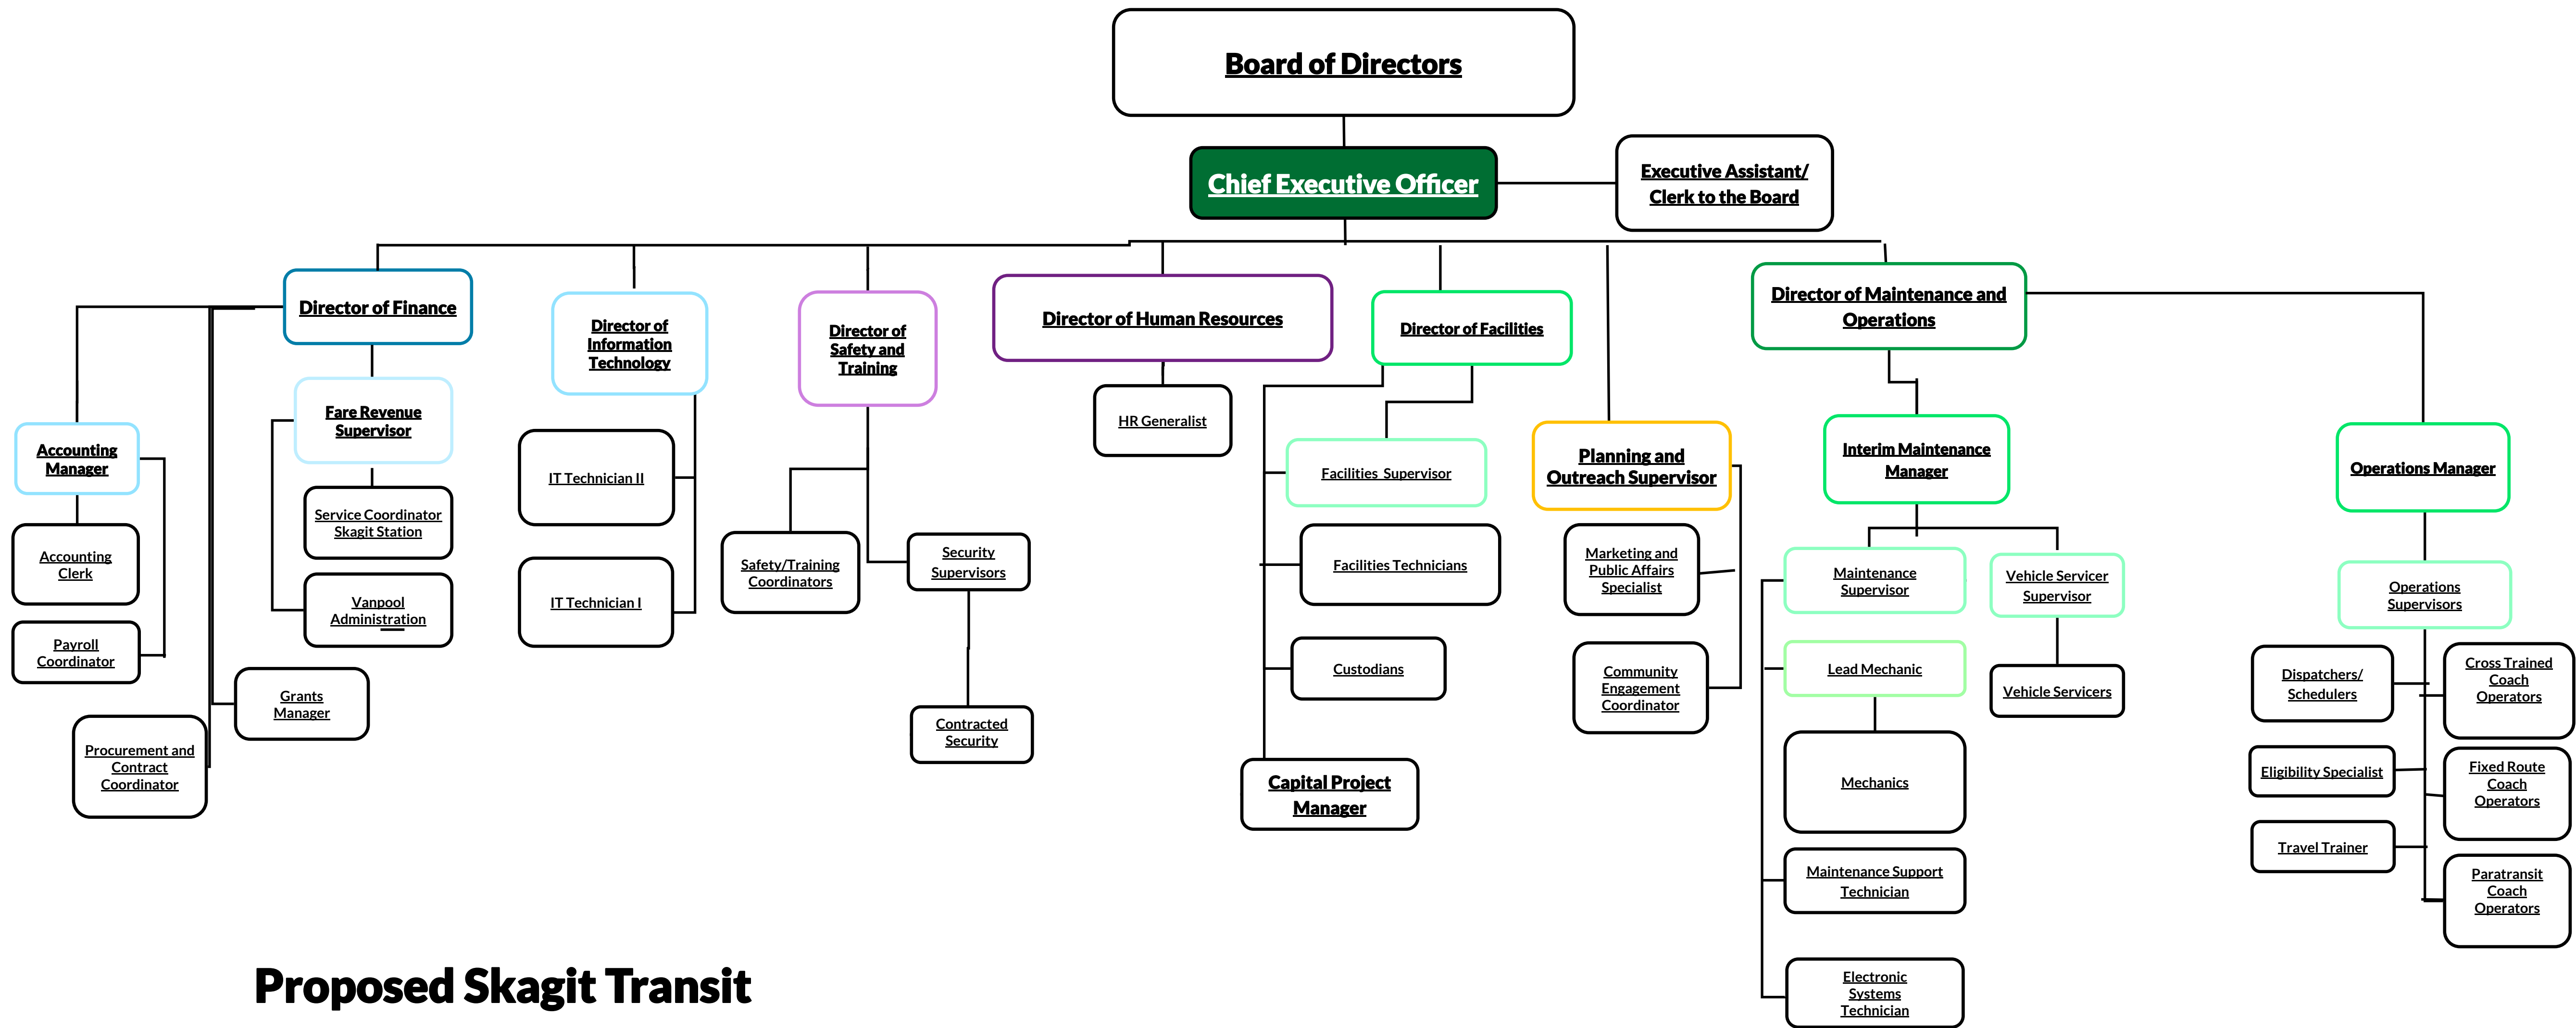 Board of Directors
Chief Executive Officer
Executive Assistant/
Clerk to the Board
Director of Finance
Director of
Information
Technology
Director of
Safety and
Training
Director of Human Resources
Director of Facilities
Director of Maintenance and
Operations
Accounting
Manager
Fare Revenue
Supervisor
HR Generalist
Planning and
Outreach Supervisor
Interim Maintenance
Manager
Operations Manager
Accounting
Clerk
Payroll
Coordinator
Procurement and
Contract
Coordinator
Service Coordinator
Skagit Station
Vanpool
Administration
Grants
Manager
IT Technician II
IT Technician I
Safety/Training
Coordinators
Security
Supervisors
Contracted
Security
Facilities  Supervisor
Facilities Technicians
Custodians
Capital Project
Manager
Marketing and
Public Affairs
Specialist
Community
Engagement
Coordinator
Maintenance
Supervisor
Lead Mechanic
Mechanics
Maintenance Support
Technician
Electronic
Systems
Technician
Vehicle Servicer
Supervisor
Vehicle Servicers
Operations
Supervisors
Dispatchers/
Schedulers
Eligibility Specialist
Travel Trainer
Cross Trained
Coach
Operators
Fixed Route
Coach
Operators
Paratransit
Coach
Operators
Proposed Skagit Transit